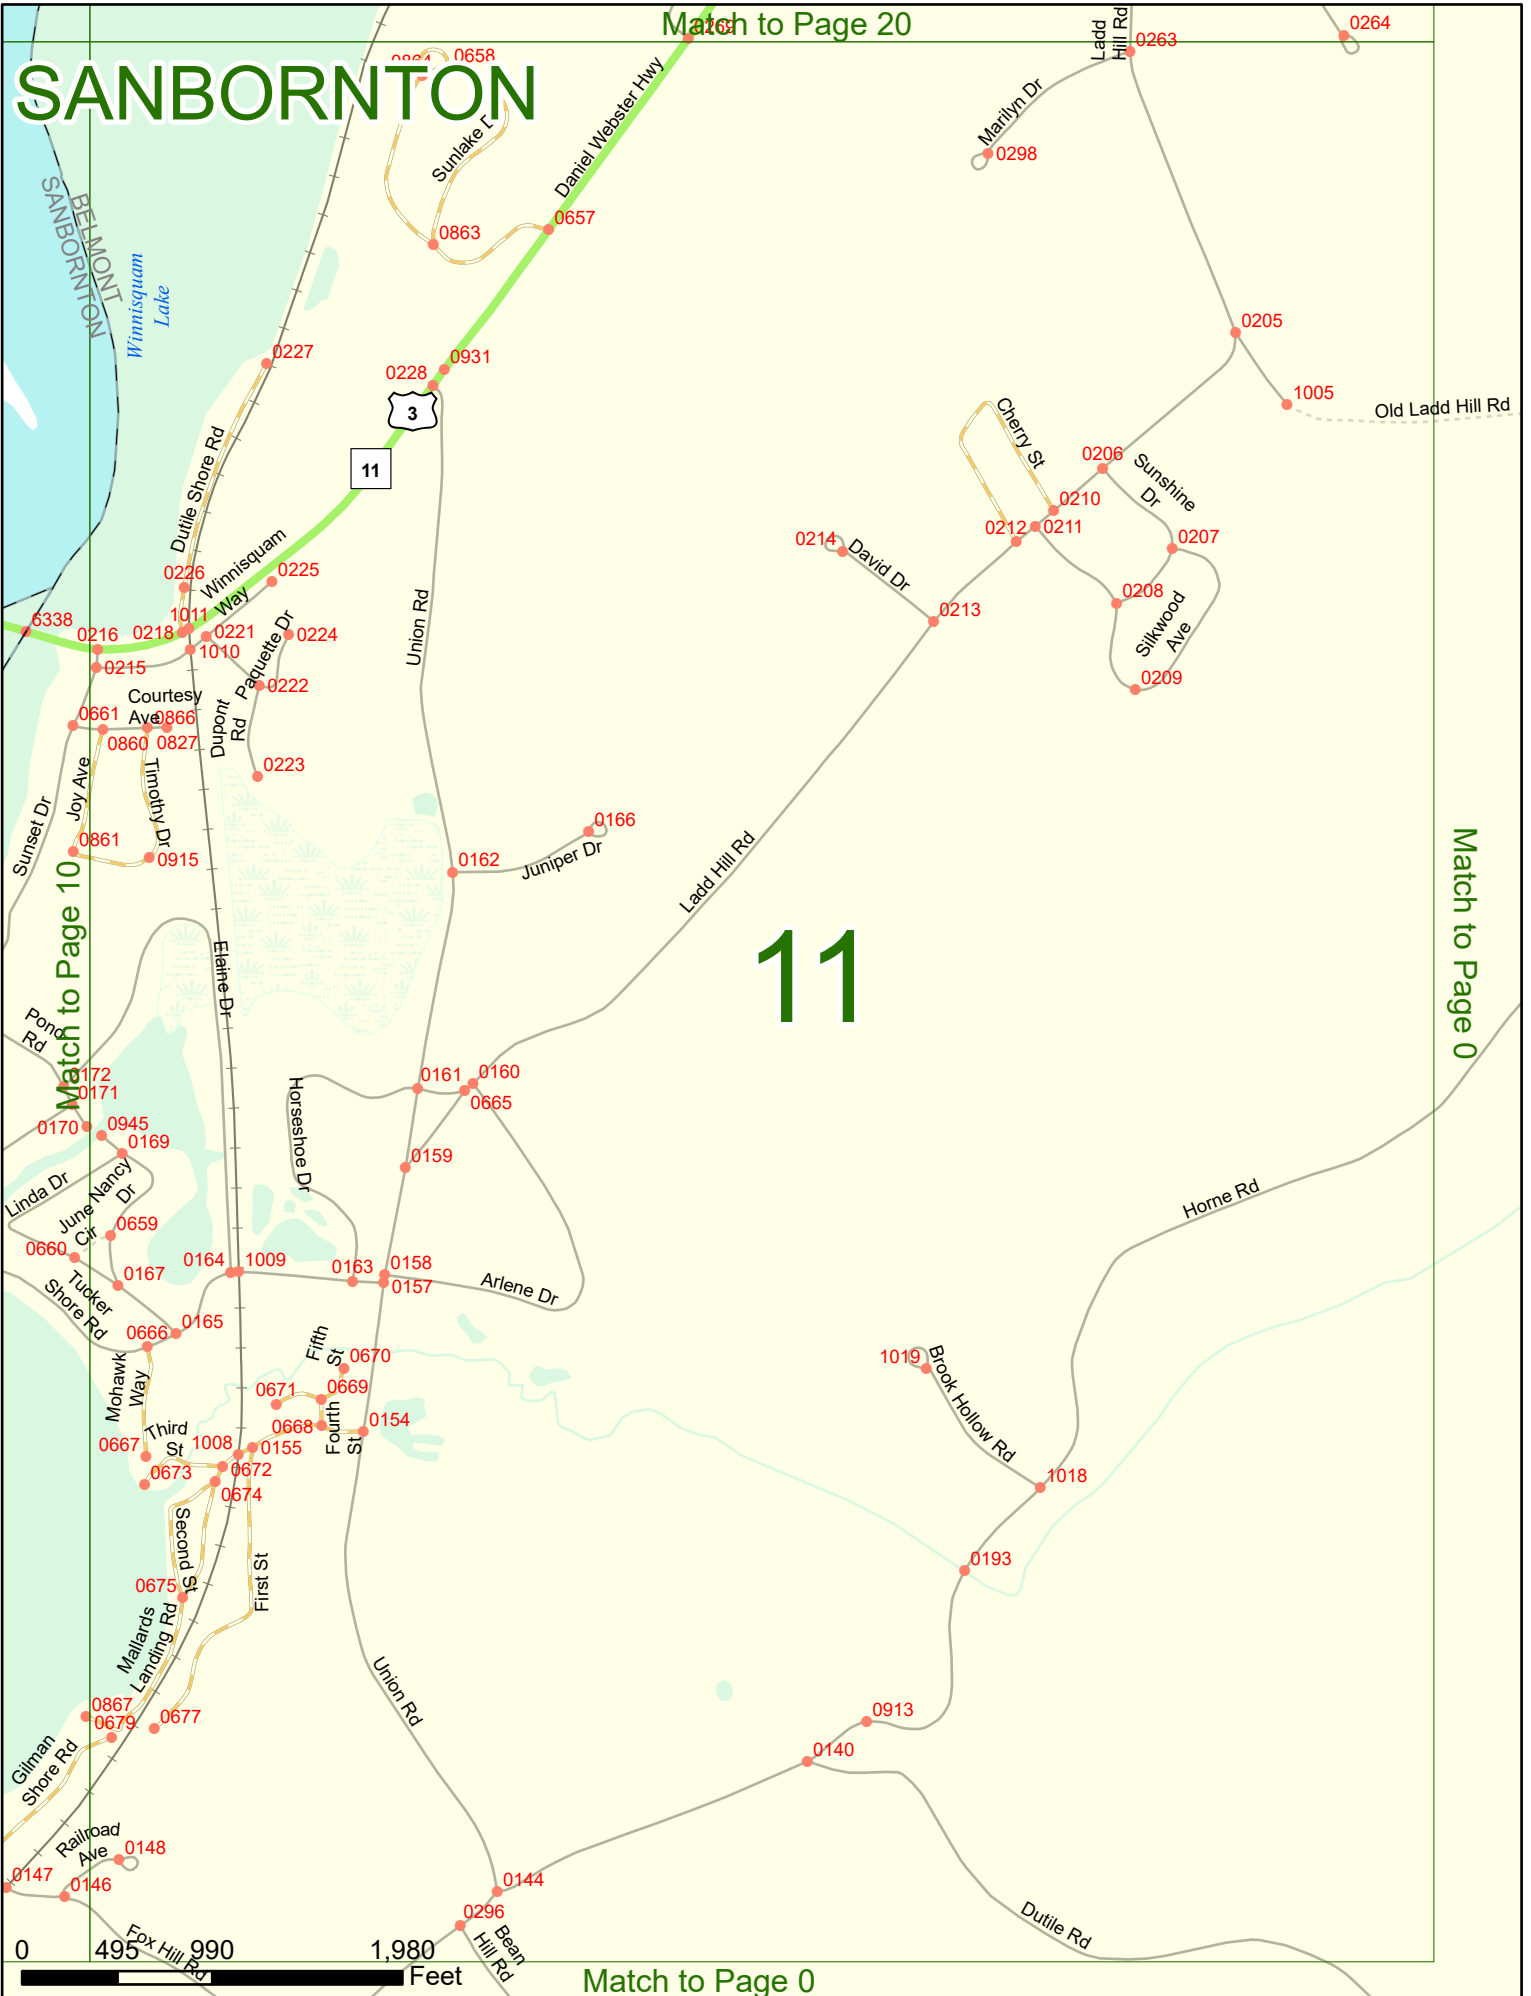 Match to Page 20
SANBORNTON
Ladd
Hill Rd
0263
0264
0269
0864
0658
Sunlake D
Daniel Webster Hwy
Marilyn Dr
0298
BELMONT
SANBORNTON
Winnisquam
Lake
0863
0657
0227
0931
0228
3
11
0205
1005
Old Ladd Hill Rd
Cherry St
0206
Sunshine
Dr
0210
0212
0211
0207
0214
David Dr
0208
Silkwood
Ave
0213
0209
Dutile Shore Rd
Winnisquam
Way
0226
0225
Union Rd
6338
0216
0218
1011
0221
1010
0215
Paquette Dr
0224
0222
Courtesy
Ave
0661
0866
0860
0827
Dupont
Rd
0223
Joy Ave
Timothy Dr
Sunset Dr
0861
0915
0166
0162
Juniper Dr
Ladd Hill Rd
Match to Page 10
Match to Page 0
11
Elaine Dr
Pond
Rd
0172
0171
0170
0945
0169
0161
0160
0665
Horseshoe Dr
0159
Linda Dr
June Nancy
Cir
Dr
0659
0660
0167
0164
1009
0163
0158
0157
Arlene Dr
Horne Rd
Tucker
Shore Rd
0165
0666
Mohawk
Way
Fifth
St
0670
0671
0669
0668
Fourth
St
0154
1019
Brook Hollow Rd
Third
St
0667
1008
0155
0673
0672
0674
1018
Second St
First St
0675
0193
Mallards
Landing Rd
Union Rd
0867
0679
0677
0913
0140
Gilman
Shore Rd
Railroad
Ave
0148
0147
0146
0144
0296
Bean
Hill Rd
Dutile Rd
Fox Hill Rd
0 495 990 1,980
Feet
Match to Page 0